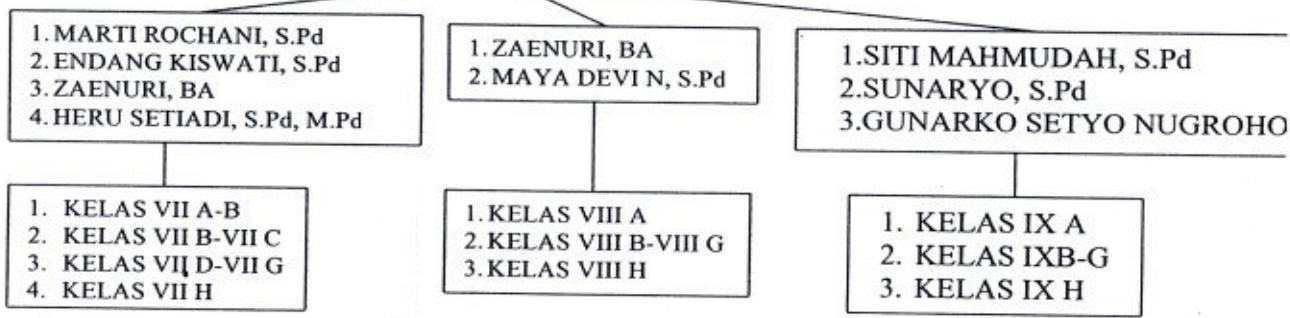 1. MARTI ROCHANI, S.Pd
2. ENDANG KISWATI, S.Pd
3. ZAENURI, BA
4. HERU SETIADI, S.Pd, M.Pd
1. ZAENURI, BA
2. MAYA DEVI N, S.Pd
1.SITI MAHMUDAH, S.Pd
2.SUNARYO, S.Pd
3.GUNARKO SETYO NUGROHO
1. KELAS VII A-B
2. KELAS VII B-VII C
3. KELAS VII D-VII G
4. KELAS VII H
1. KELAS VIII A
2. KELAS VIII B-VIII G
3. KELAS VIII H
1. KELAS IX A
2. KELAS IXB-G
3. KELAS IX H